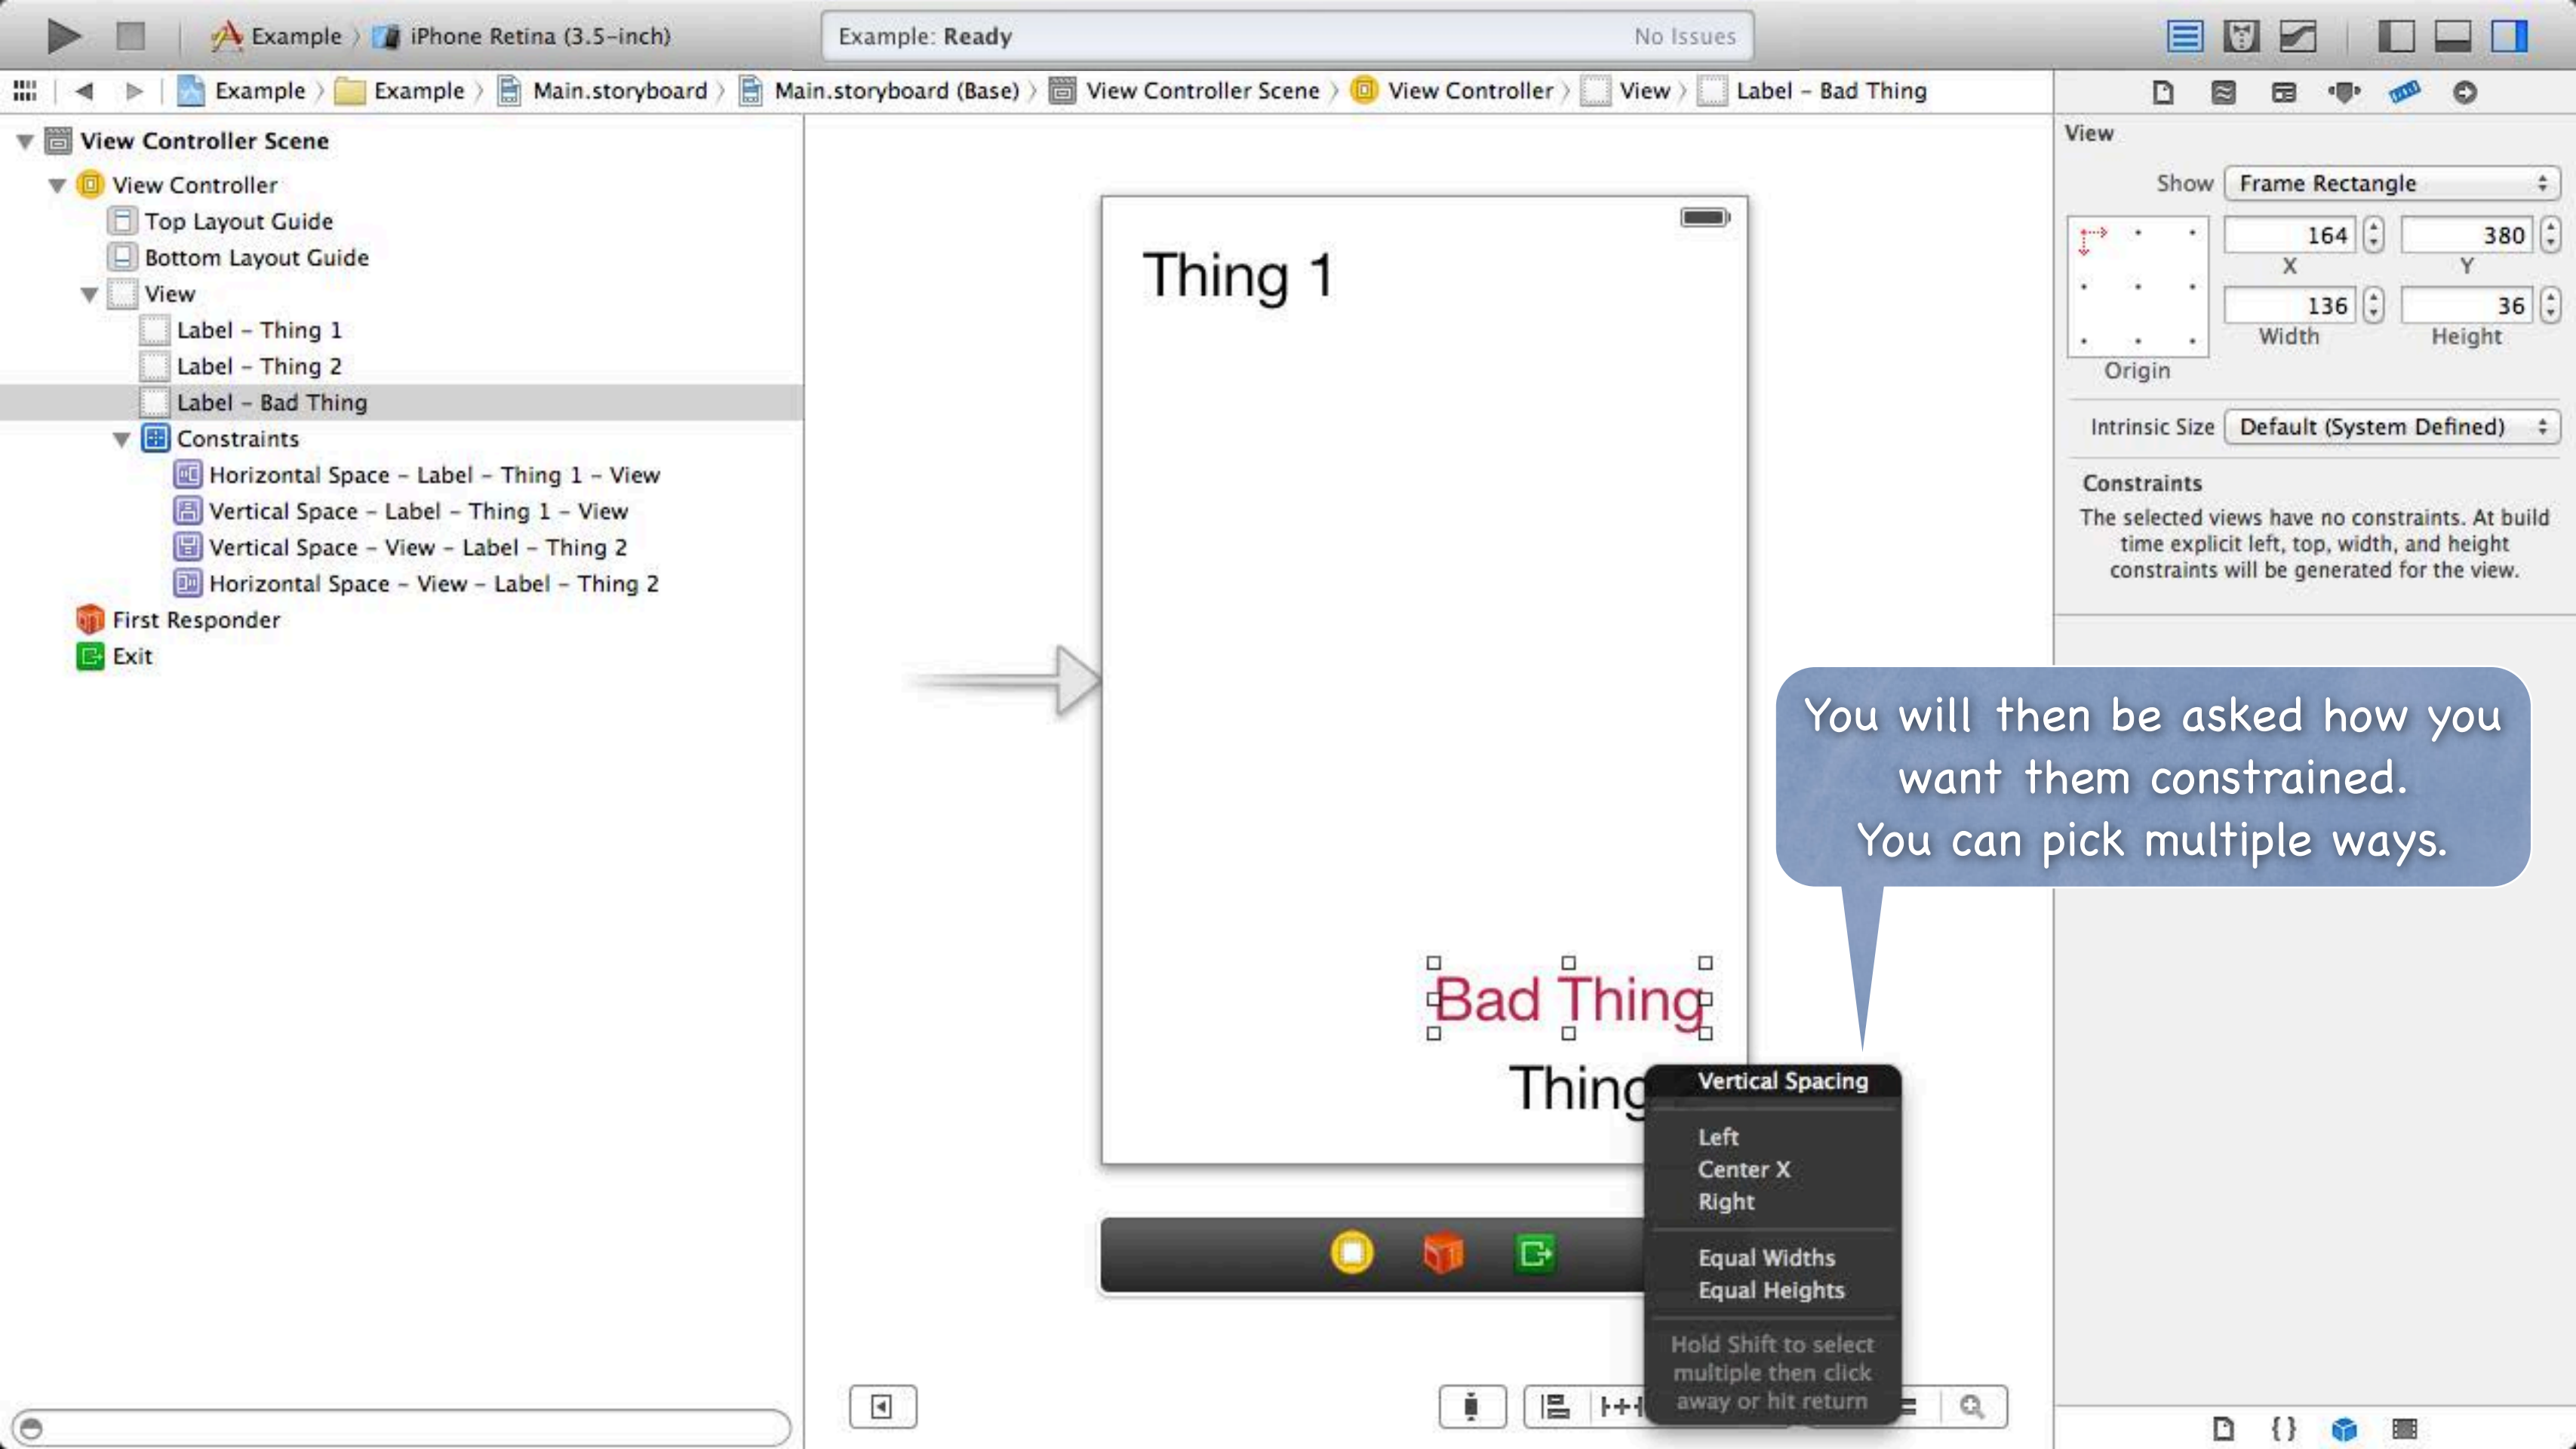 Example > iPhone Retina (3.5-inch)
Example: Ready
No Issues
Example > Example > Main.storyboard > Main.storyboard (Base) > View Controller Scene > View Controller > View > Label – Bad Thing
View Controller Scene
View Controller
Top Layout Guide
Bottom Layout Guide
View
Label – Thing 1
Label – Thing 2
Label – Bad Thing
Constraints
Horizontal Space – Label – Thing 1 – View
Vertical Space – Label – Thing 1 – View
Vertical Space – View – Label – Thing 2
Horizontal Space – View – Label – Thing 2
First Responder
Exit
Thing 1
Bad Thing
Thing
Vertical Spacing
Left
Center X
Right
Equal Widths
Equal Heights
Hold Shift to select
multiple then click
away or hit return
View
Show Frame Rectangle
164 380
X Y
136 36
Width Height
Origin
Intrinsic Size Default (System Defined)
Constraints
The selected views have no constraints. At build
time explicit left, top, width, and height
constraints will be generated for the view.
You will then be asked how you
want them constrained.
You can pick multiple ways.
{}